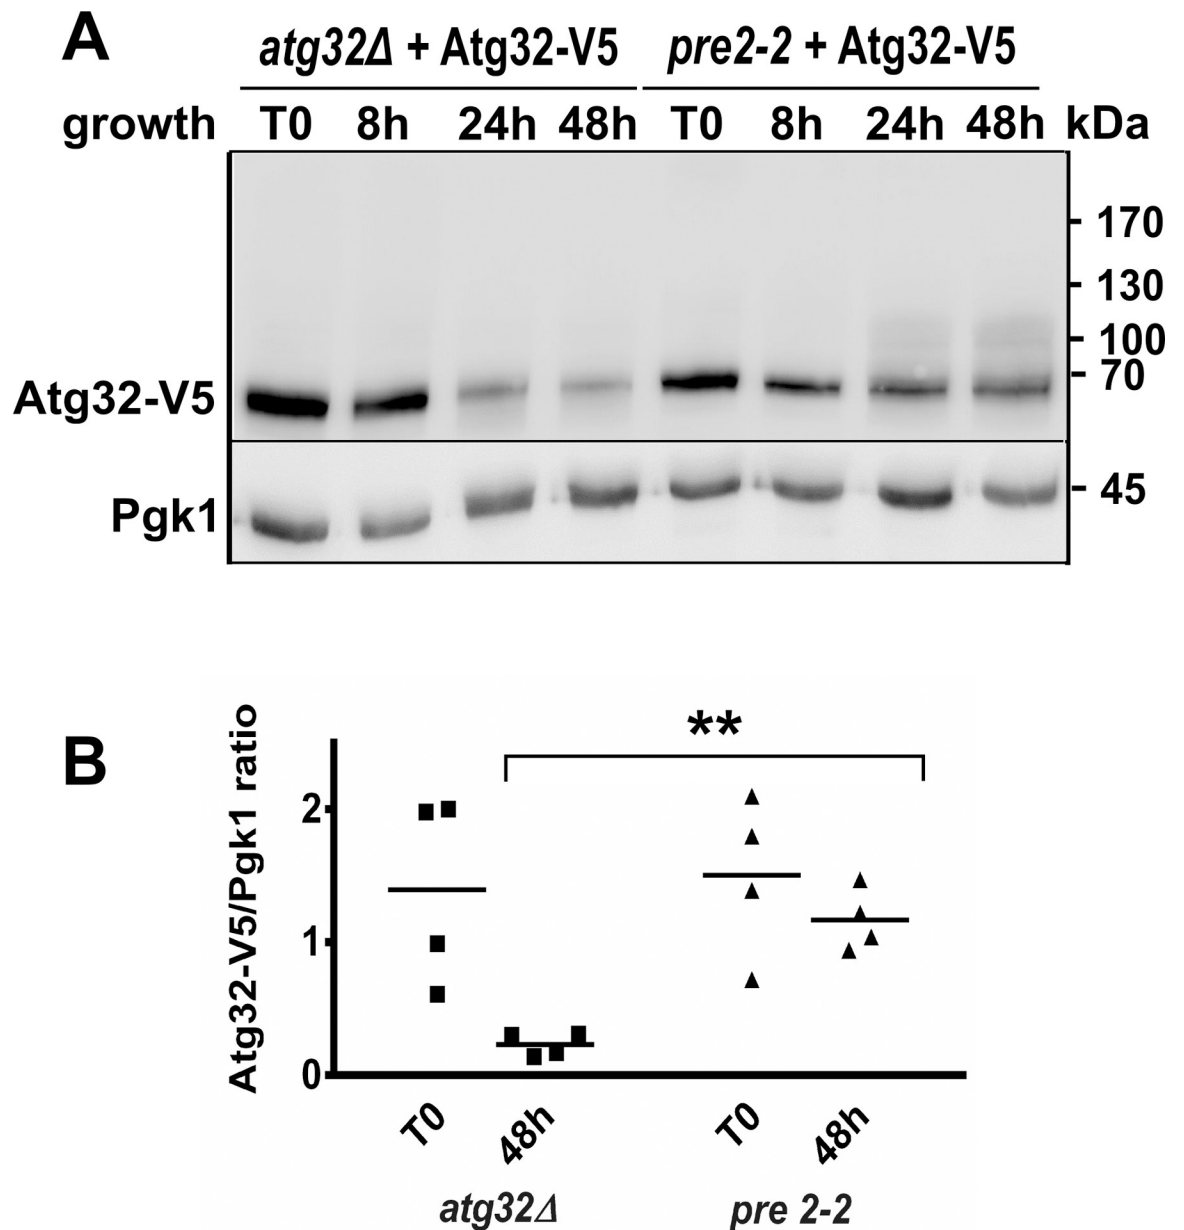 A
atg32Δ + Atg32-V5 pre2-2 + Atg32-V5
growth T0 8h 24h 48h T0 8h 24h 48h kDa
170
130
100
70
Atg32-V5
45
Pgk1
B
Atg32-V5/Pgk1 ratio
**
2
1
0
T0 48h T0 48h
atg32Δ pre 2-2